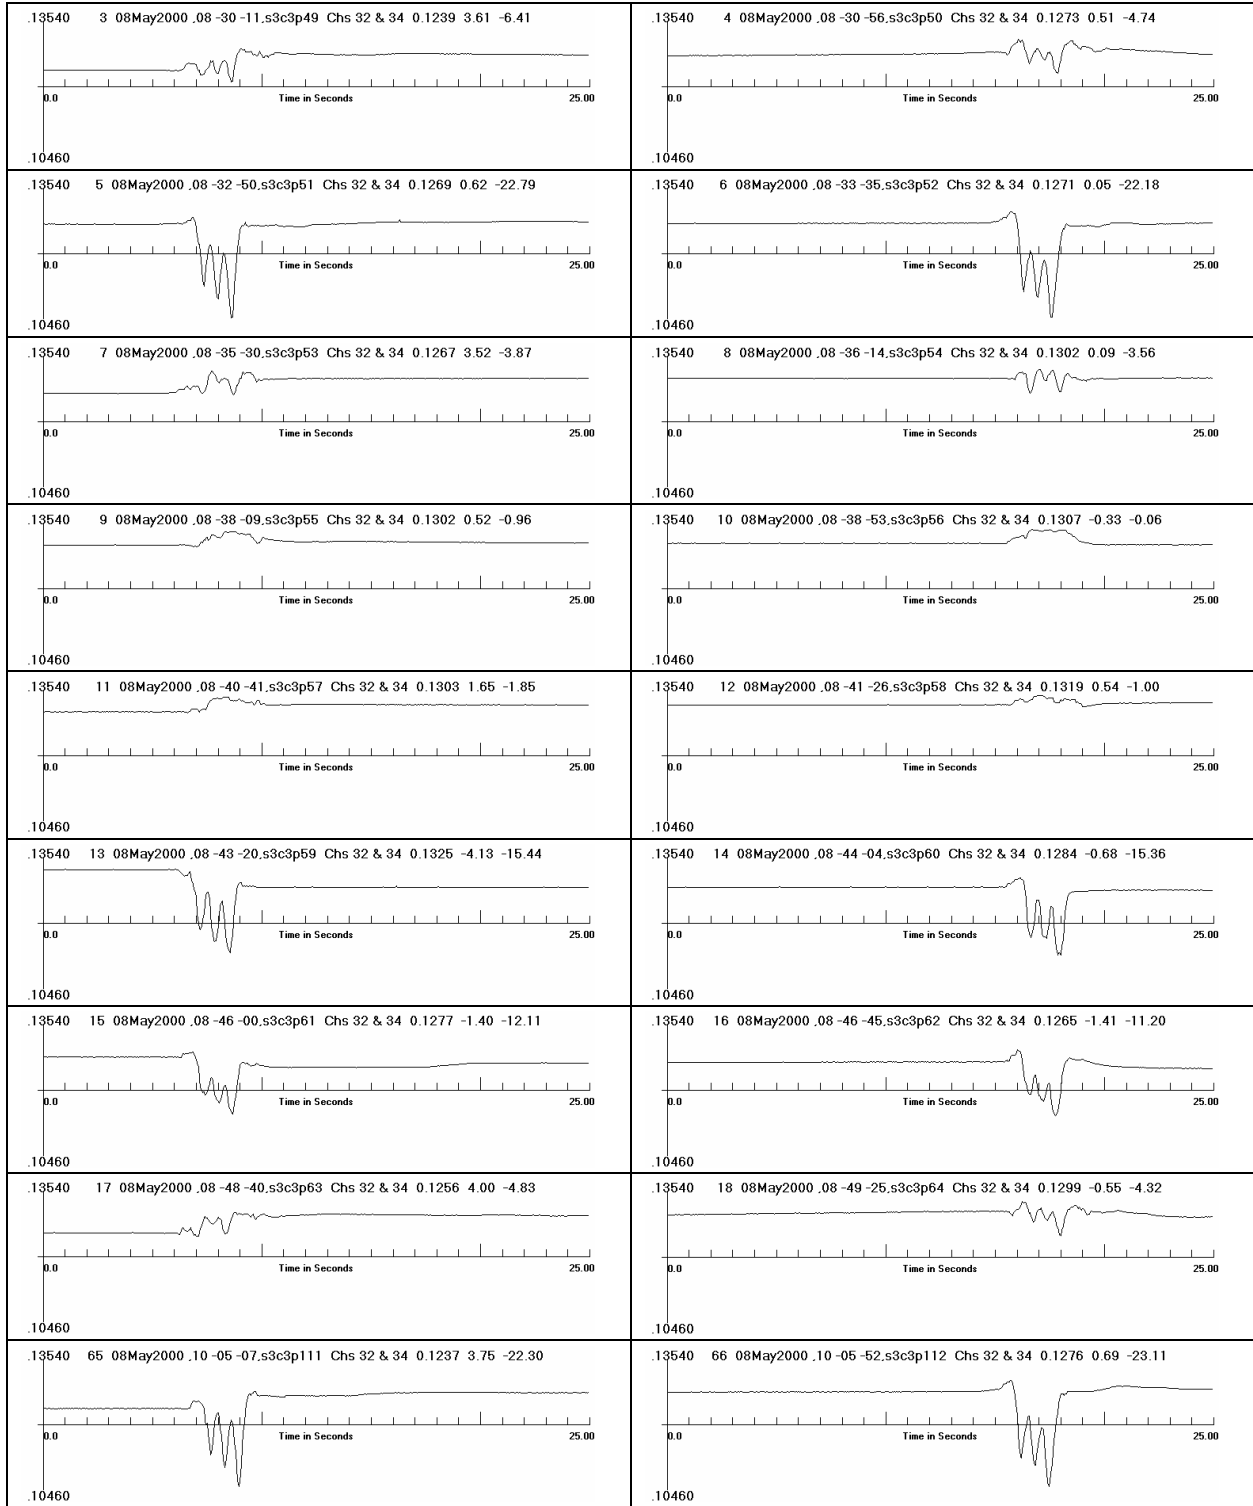 .13540 3 08May2000 ,08 -30 -11,s3c3p49 Chs 32 & 34 0.1239 3.61 -6.41
0.0 Time in Seconds 25.00
.10460
.13540 4 08May2000 ,08 -30 -56,s3c3p50 Chs 32 & 34 0.1273 0.51 -4.74
0.0 Time in Seconds 25.00
.10460
.13540 5 08May2000 ,08 -32 -50,s3c3p51 Chs 32 & 34 0.1269 0.62 -22.79
0.0 Time in Seconds 25.00
.10460
.13540 6 08May2000 ,08 -33 -35,s3c3p52 Chs 32 & 34 0.1271 0.05 -22.18
0.0 Time in Seconds 25.00
.10460
.13540 7 08May2000 ,08 -35 -30,s3c3p53 Chs 32 & 34 0.1267 3.52 -3.87
0.0 Time in Seconds 25.00
.10460
.13540 8 08May2000 ,08 -36 -14,s3c3p54 Chs 32 & 34 0.1302 0.09 -3.56
0.0 Time in Seconds 25.00
.10460
.13540 9 08May2000 ,08 -38 -09,s3c3p55 Chs 32 & 34 0.1302 0.52 -0.96
0.0 Time in Seconds 25.00
.10460
.13540 10 08May2000 ,08 -38 -53,s3c3p56 Chs 32 & 34 0.1307 -0.33 -0.06
0.0 Time in Seconds 25.00
.10460
.13540 11 08May2000 ,08 -40 -41,s3c3p57 Chs 32 & 34 0.1303 1.65 -1.85
0.0 Time in Seconds 25.00
.10460
.13540 12 08May2000 ,08 -41 -26,s3c3p58 Chs 32 & 34 0.1319 0.54 -1.00
0.0 Time in Seconds 25.00
.10460
.13540 13 08May2000 ,08 -43 -20,s3c3p59 Chs 32 & 34 0.1325 -4.13 -15.44
0.0 Time in Seconds 25.00
.10460
.13540 14 08May2000 ,08 -44 -04,s3c3p60 Chs 32 & 34 0.1284 -0.68 -15.36
0.0 Time in Seconds 25.00
.10460
.13540 15 08May2000 ,08 -46 -00,s3c3p61 Chs 32 & 34 0.1277 -1.40 -12.11
0.0 Time in Seconds 25.00
.10460
.13540 16 08May2000 ,08 -46 -45,s3c3p62 Chs 32 & 34 0.1265 -1.41 -11.20
0.0 Time in Seconds 25.00
.10460
.13540 17 08May2000 ,08 -48 -40,s3c3p63 Chs 32 & 34 0.1256 4.00 -4.83
0.0 Time in Seconds 25.00
.10460
.13540 18 08May2000 ,08 -49 -25,s3c3p64 Chs 32 & 34 0.1299 -0.55 -4.32
0.0 Time in Seconds 25.00
.10460
.13540 65 08May2000 ,10 -05 -07,s3c3p111 Chs 32 & 34 0.1237 3.75 -22.30
0.0 Time in Seconds 25.00
.10460
.13540 66 08May2000 ,10 -05 -52,s3c3p112 Chs 32 & 34 0.1276 0.69 -23.11
0.0 Time in Seconds 25.00
.10460